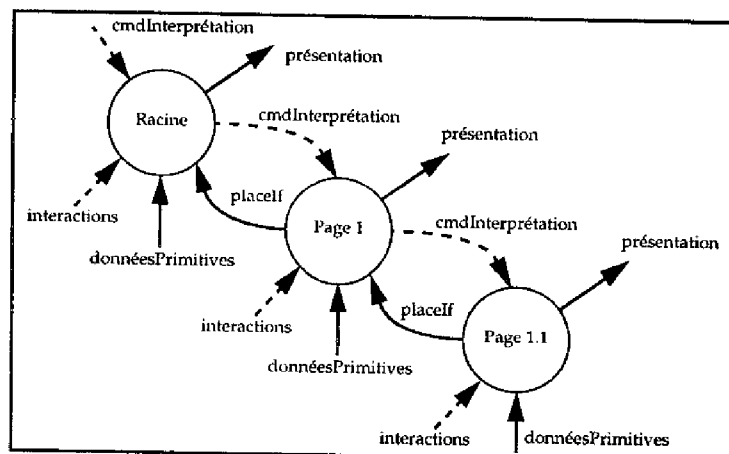 cmdInterprétation
présentation
Racine
cmdInterprétation
présentation
interactions
placeIf
Page 1
cmdInterprétation
présentation
donnéesPrimitives
interactions
placeIf
Page 1.1
donnéesPrimitives
interactions
donnéesPrimitives